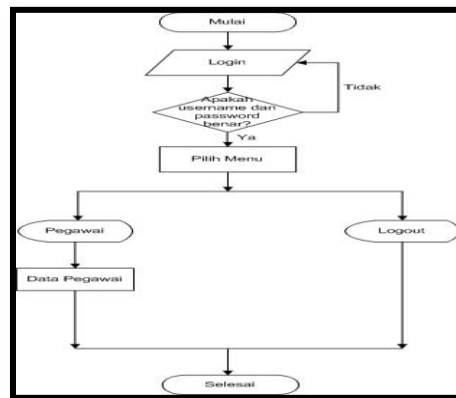 Mulai
Login
Tidak
Apakah
username dan
password
benar?
Ya
Pilih Menu
Pegawai
Logout
Data Pegawai
Selesai